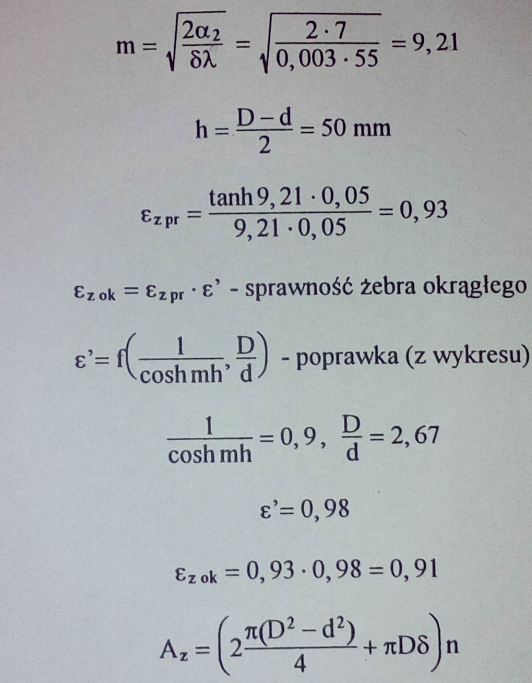 m = √(2α₂/δλ) = √(2·7/0,003·55) = 9,21
h = (D – d)/2 = 50 mm
ε_z pr = (tanh 9,21·0,05)/(9,21·0,05) = 0,93
ε_z ok = ε_z pr · ε’ - sprawność żebra okrągłego
ε’= f(1/cosh mh, D/d) - poprawka (z wykresu)
1/cosh mh = 0,9, D/d = 2,67
ε’= 0,98
ε_z ok = 0,93 · 0,98 = 0,91
A_z = (2 π(D² – d²)/4 + πDδ)n